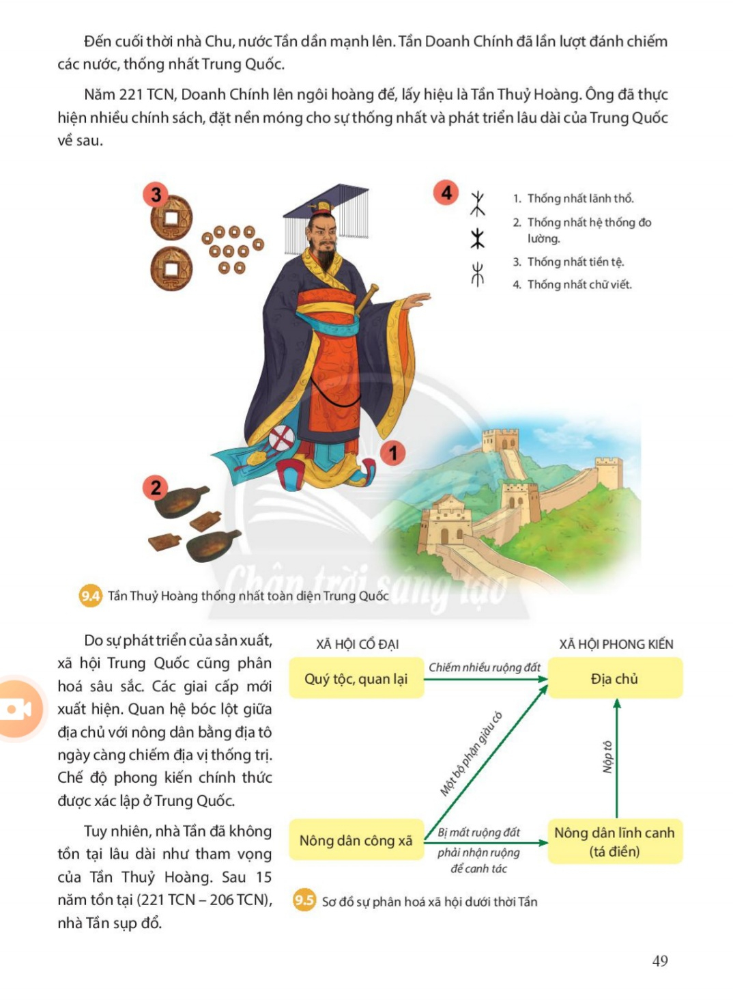 Đến cuối thời nhà Chu, nước Tần dần mạnh lên. Tần Doanh Chính đã lần lượt đánh chiếm
các nước, thống nhất Trung Quốc.
Năm 221 TCN, Doanh Chính lên ngôi hoàng đế, lấy hiệu là Tần Thuỷ Hoàng. Ông đã thực
hiện nhiều chính sách, đặt nền móng cho sự thống nhất và phát triển lâu dài của Trung Quốc
về sau.
3
4
1. Thống nhất lãnh thổ.
2. Thống nhất hệ thống đo
lường.
3. Thống nhất tiền tệ.
4. Thống nhất chữ viết.
1
2
Chân trời sáng tạo
9.4 Tần Thuỷ Hoàng thống nhất toàn diện Trung Quốc
Do sự phát triển của sản xuất,
xã hội Trung Quốc cũng phân
hoá sâu sắc. Các giai cấp mới
xuất hiện. Quan hệ bóc lột giữa
địa chủ với nông dân bằng địa tô
ngày càng chiếm địa vị thống trị.
Chế độ phong kiến chính thức
được xác lập ở Trung Quốc.
Tuy nhiên, nhà Tần đã không
tồn tại lâu dài như tham vọng
của Tần Thuỷ Hoàng. Sau 15
năm tồn tại (221 TCN – 206 TCN),
nhà Tần sụp đổ.
XÃ HỘI CỔ ĐẠI
XÃ HỘI PHONG KIẾN
Quý tộc, quan lại
Chiếm nhiều ruộng đất
Địa chủ
Một bộ phận giàu có
Nộp tô
Nông dân công xã
Bị mất ruộng đất
phải nhận ruộng
để canh tác
Nông dân lĩnh canh
(tá điền)
9.5 Sơ đồ sự phân hoá xã hội dưới thời Tần
49